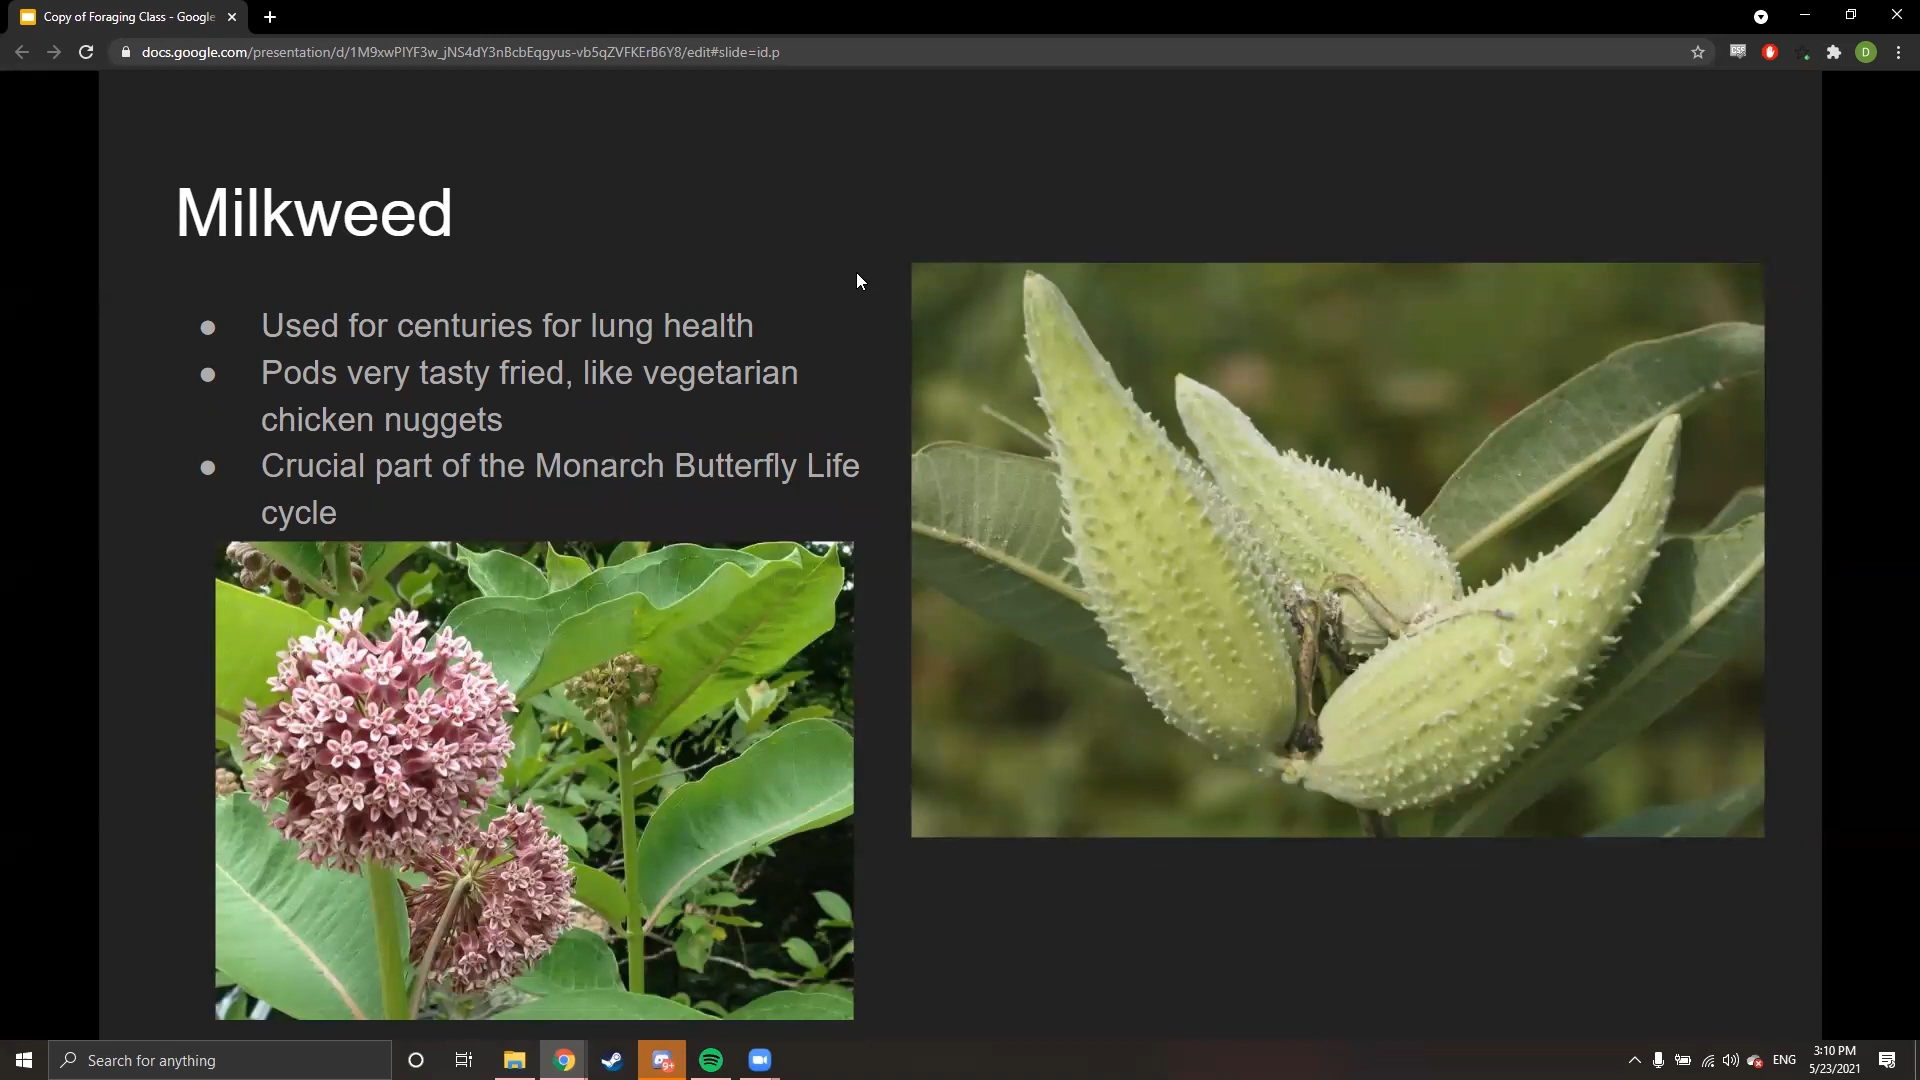 Copy of Foraging Class - Google
docs.google.com/presentation/d/1M9xwPIYF3w_jNS4dY3nBcbEqgyus-vb5qZVFKErB6Y8/edit#slide=id.p
CSP
D
Milkweed
● Used for centuries for lung health
● Pods very tasty fried, like vegetarian
chicken nuggets
● Crucial part of the Monarch Butterfly Life
cycle
Search for anything
9+
ENG
3:10 PM
5/23/2021